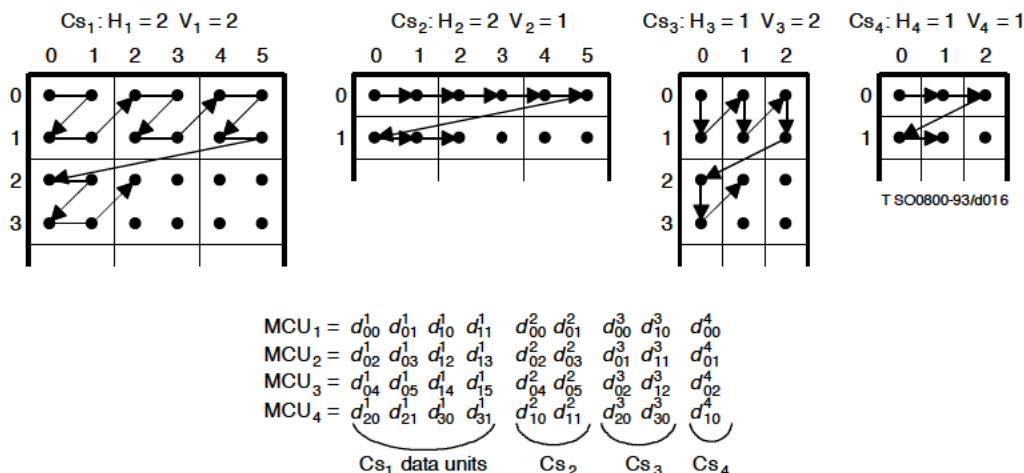 Cs₁: H₁ = 2 V₁ = 2 Cs₂: H₂ = 2 V₂ = 1 Cs₃: H₃ = 1 V₃ = 2 Cs₄: H₄ = 1 V₄ = 1
0 1 2 3 4 5 0 1 2 3 4 5 0 1 2 0 1 2
0 0 0 0
1 1 1 1
2 2
3 3
TISO0800-93/d016
MCU₁ = d¹₀₀ d¹₀₁ d¹₁₀ d¹₁₁ d²₀₀ d²₀₁ d³₀₀ d³₁₀ d⁴₀₀
MCU₂ = d¹₀₂ d¹₀₃ d¹₁₂ d¹₁₃ d²₀₂ d²₀₃ d³₀₁ d³₁₁ d⁴₀₁
MCU₃ = d¹₀₄ d¹₀₅ d¹₁₄ d¹₁₅ d²₀₄ d²₀₅ d³₀₂ d³₁₂ d⁴₀₂
MCU₄ = d¹₂₀ d¹₂₁ d¹₃₀ d¹₃₁ d²₁₀ d²₁₁ d³₂₀ d³₃₀ d⁴₁₀
Cs₁ data units Cs₂ Cs₃ Cs₄